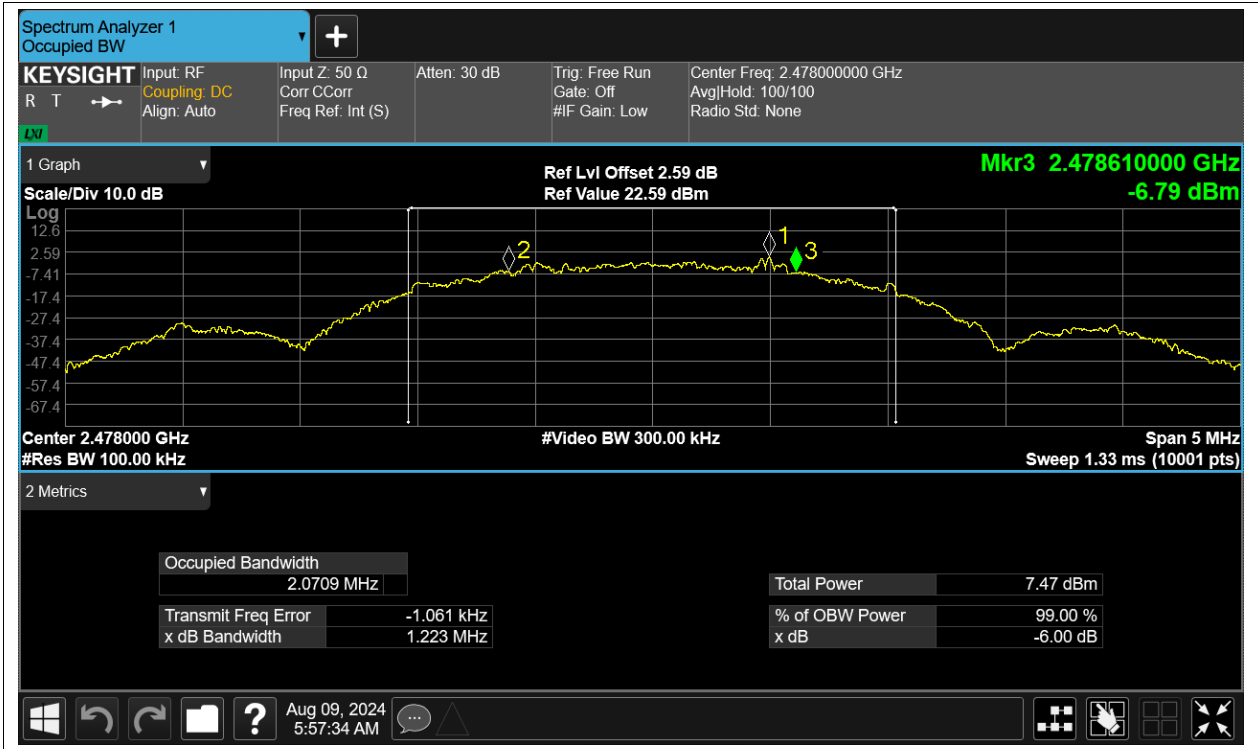 Spectrum Analyzer 1
Occupied BW
KEYSIGHT
R T
LXI
Input: RF
Coupling: DC
Align: Auto
Input Z: 50 Ω
Corr CCorr
Freq Ref: Int (S)
Atten: 30 dB
Trig: Free Run
Gate: Off
#IF Gain: Low
Center Freq: 2.478000000 GHz
Avg|Hold: 100/100
Radio Std: None
1 Graph
Scale/Div 10.0 dB
Ref Lvl Offset 2.59 dB
Ref Value 22.59 dBm
Mkr3 2.478610000 GHz
-6.79 dBm
Log
12.6
2.59
-7.41
-17.4
-27.4
-37.4
-47.4
-57.4
-67.4
2
1
3
Center 2.478000 GHz
#Res BW 100.00 kHz
#Video BW 300.00 kHz
Span 5 MHz
Sweep 1.33 ms (10001 pts)
2 Metrics
Occupied Bandwidth
2.0709 MHz
Transmit Freq Error -1.061 kHz
x dB Bandwidth 1.223 MHz
Total Power 7.47 dBm
% of OBW Power 99.00 %
x dB -6.00 dB
?
Aug 09, 2024
5:57:34 AM